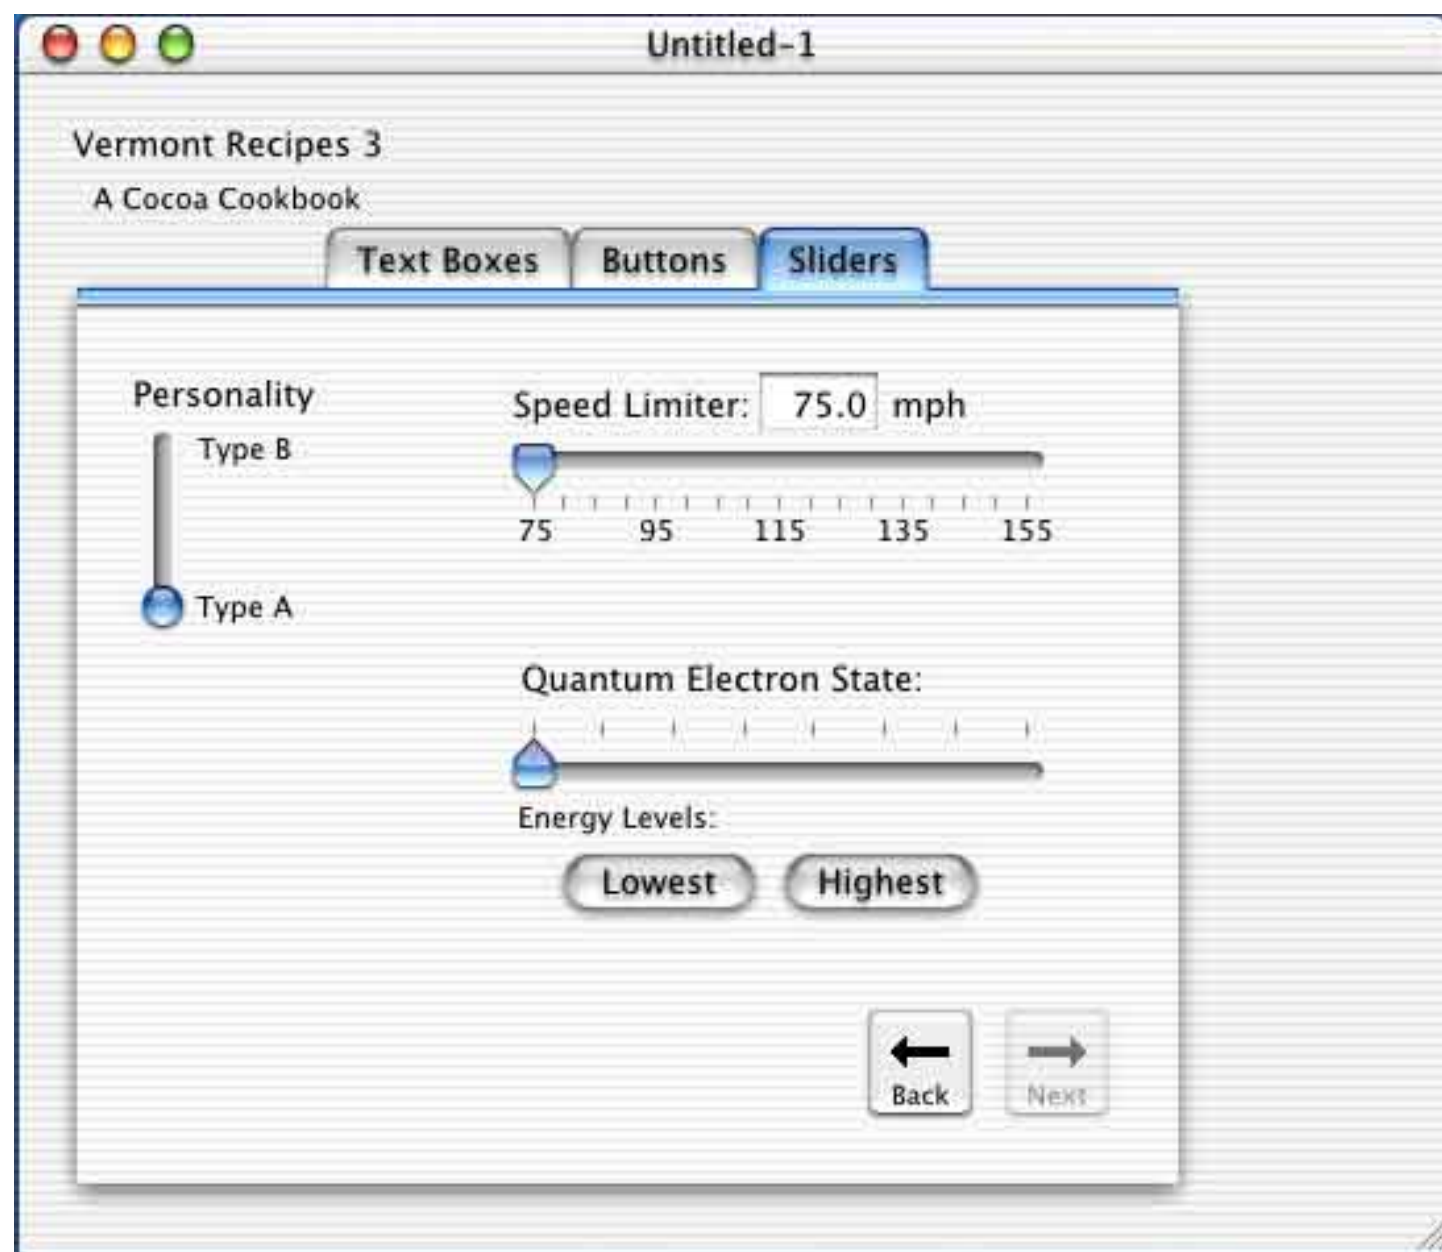 Untitled-1
Vermont Recipes 3
A Cocoa Cookbook
Text Boxes Buttons Sliders
Personality
Type B
Type A
Speed Limiter: 75.0 mph
75 95 115 135 155
Quantum Electron State:
Energy Levels:
Lowest Highest
Back Next